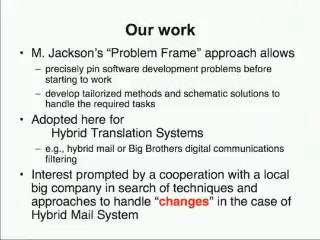 Our work
• M. Jackson's "Problem Frame" approach allows
– precisely pin software development problems before
starting to work
– develop tailorized methods and schematic solutions to
handle the required tasks
• Adopted here for
Hybrid Translation Systems
– e.g., hybrid mail or Big Brothers digital communications
filtering
• Interest prompted by a cooperation with a local
big company in search of techniques and
approaches to handle "changes" in the case of
Hybrid Mail System